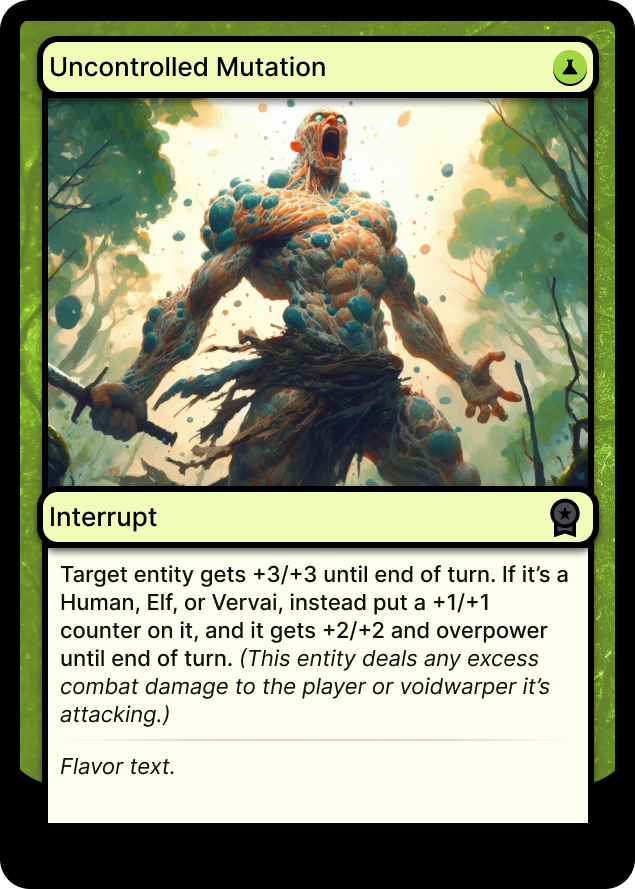 Uncontrolled Mutation
Interrupt
Target entity gets +3/+3 until end of turn. If it’s a
Human, Elf, or Vervai, instead put a +1/+1
counter on it, and it gets +2/+2 and overpower
until end of turn. (This entity deals any excess
combat damage to the player or voidwarper it’s
attacking.)
Flavor text.